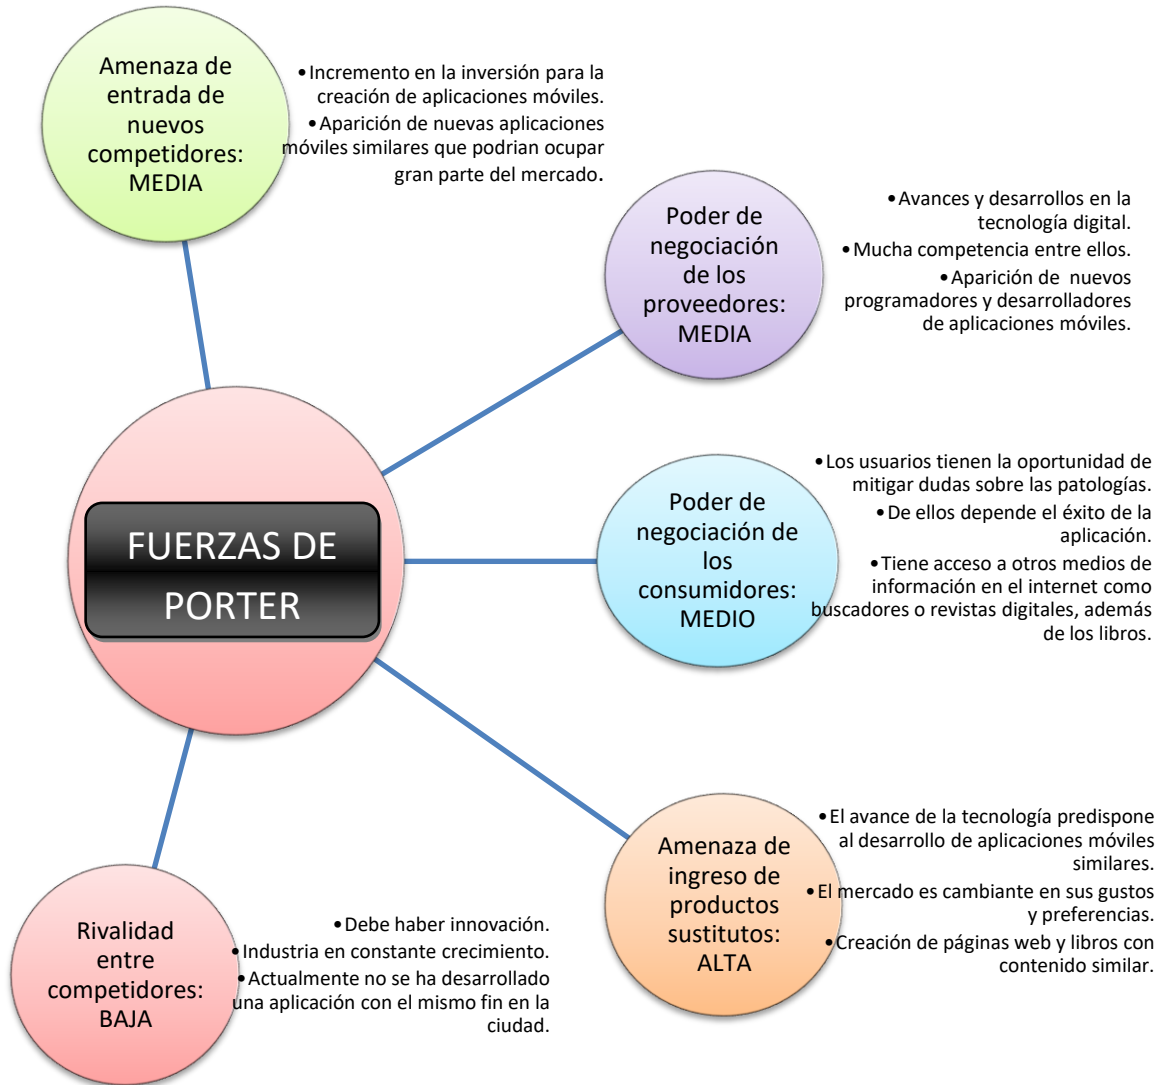 Amenaza de
entrada de
nuevos
competidores:
MEDIA
•Incremento en la inversión para la
creación de aplicaciones móviles.
•Aparición de nuevas aplicaciones
móviles similares que podrian ocupar
gran parte del mercado.
Poder de
negociación
de los
proveedores:
MEDIA
•Avances y desarrollos en la
tecnología digital.
•Mucha competencia entre ellos.
•Aparición de nuevos
programadores y desarrolladores
de aplicaciones móviles.
FUERZAS DE
PORTER
Poder de
negociación de
los
consumidores:
MEDIO
•Los usuarios tienen la oportunidad de
mitigar dudas sobre las patologías.
•De ellos depende el éxito de la
aplicación.
•Tiene acceso a otros medios de
información en el internet como
buscadores o revistas digitales, además
de los libros.
Amenaza de
ingreso de
productos
sustitutos:
ALTA
•El avance de la tecnología predispone
al desarrollo de aplicaciones móviles
similares.
•El mercado es cambiante en sus gustos
y preferencias.
•Creación de páginas web y libros con
contenido similar.
Rivalidad
entre
competidores:
BAJA
•Debe haber innovación.
•Industria en constante crecimiento.
•Actualmente no se ha desarrollado
una aplicación con el mismo fin en la
ciudad.